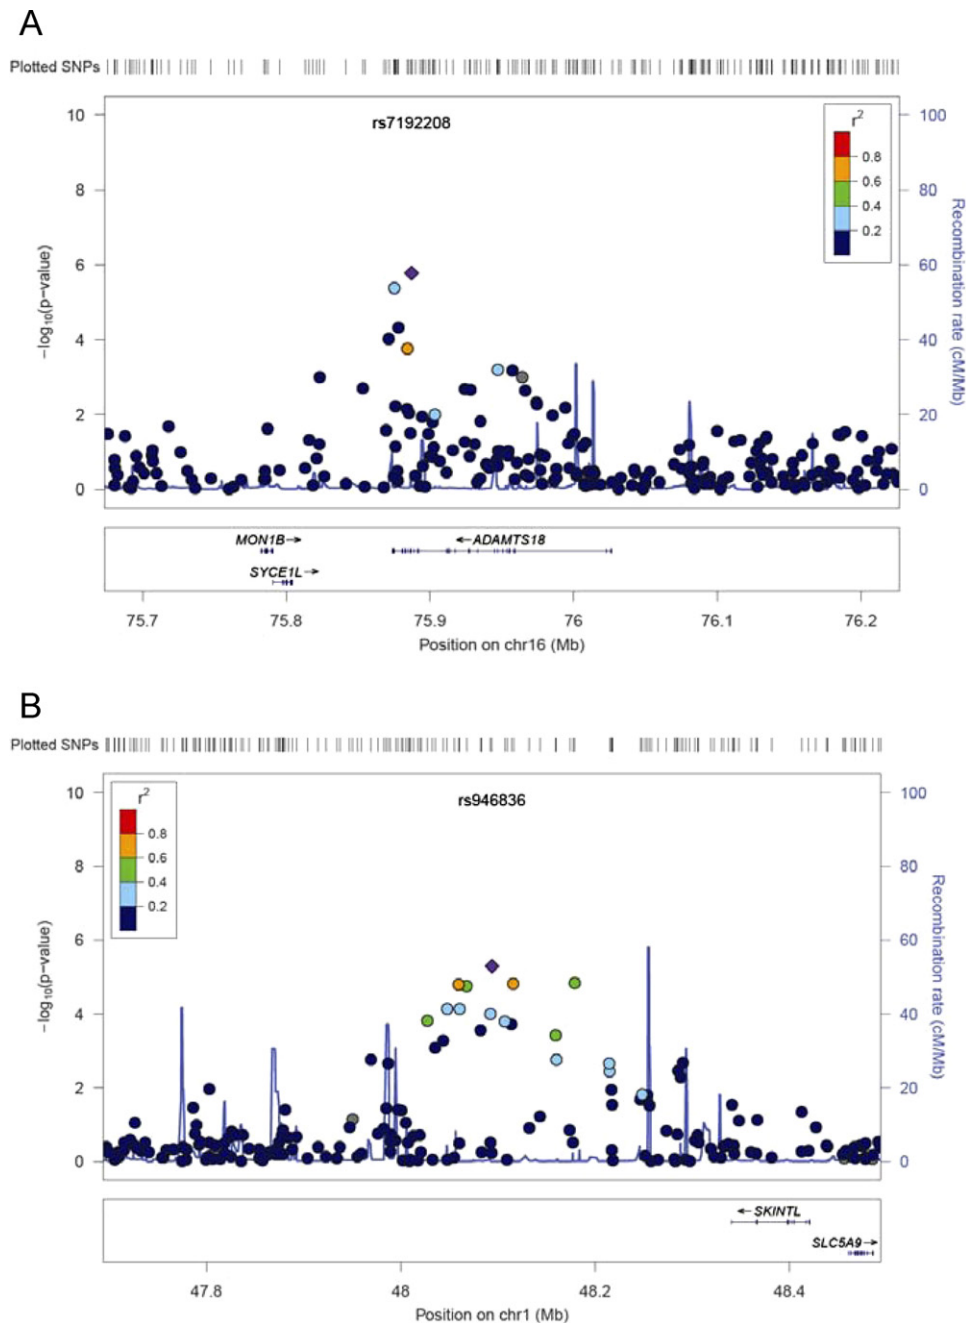 A
Plotted SNPs
rs7192208
r2
10 100
0.8
8 0.6 80
0.4
0.2
6 60
4 40
2 20
0 0
−log10(p−value)
Recombination rate (cM/Mb)
MON1B→ ←ADAMTS18
SYCE1L→
75.7 75.8 75.9 76 76.1 76.2
Position on chr16 (Mb)
B
Plotted SNPs
rs946836
r2
10 100
0.8
8 0.6 80
0.4
0.2
6 60
4 40
2 20
0 0
−log10(p−value)
Recombination rate (cM/Mb)
←SKINTL
SLC5A9→
47.8 48 48.2 48.4
Position on chr1 (Mb)